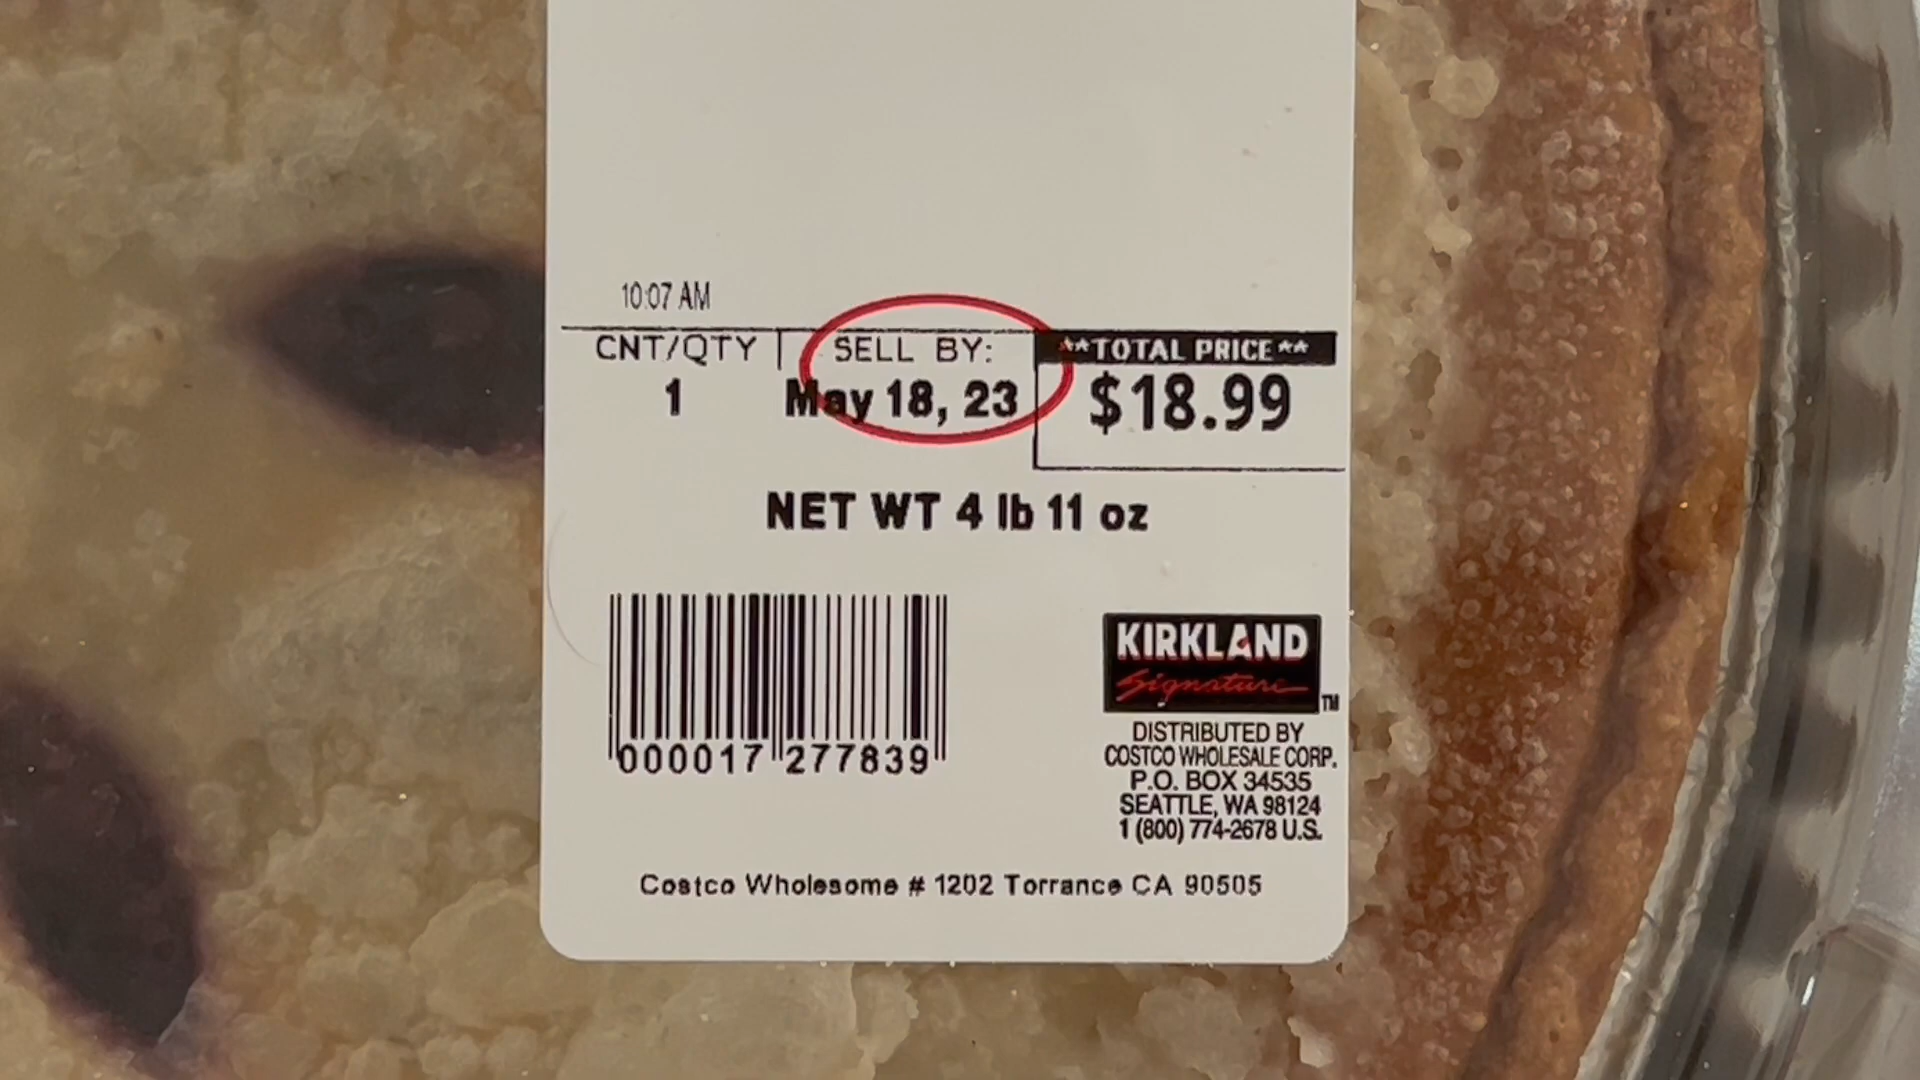 10:07 AM
CNT/QTY
SELL BY:
**TOTAL PRICE**
1
May 18, 23
$18.99
NET WT 4 lb 11 oz
000017 277839
KIRKLAND
Signature TM
DISTRIBUTED BY
COSTCO WHOLESALE CORP.
P.O. BOX 34535
SEATTLE, WA 98124
1 (800) 774-2678 U.S.
Costco Wholesome # 1202 Torrance CA 90505